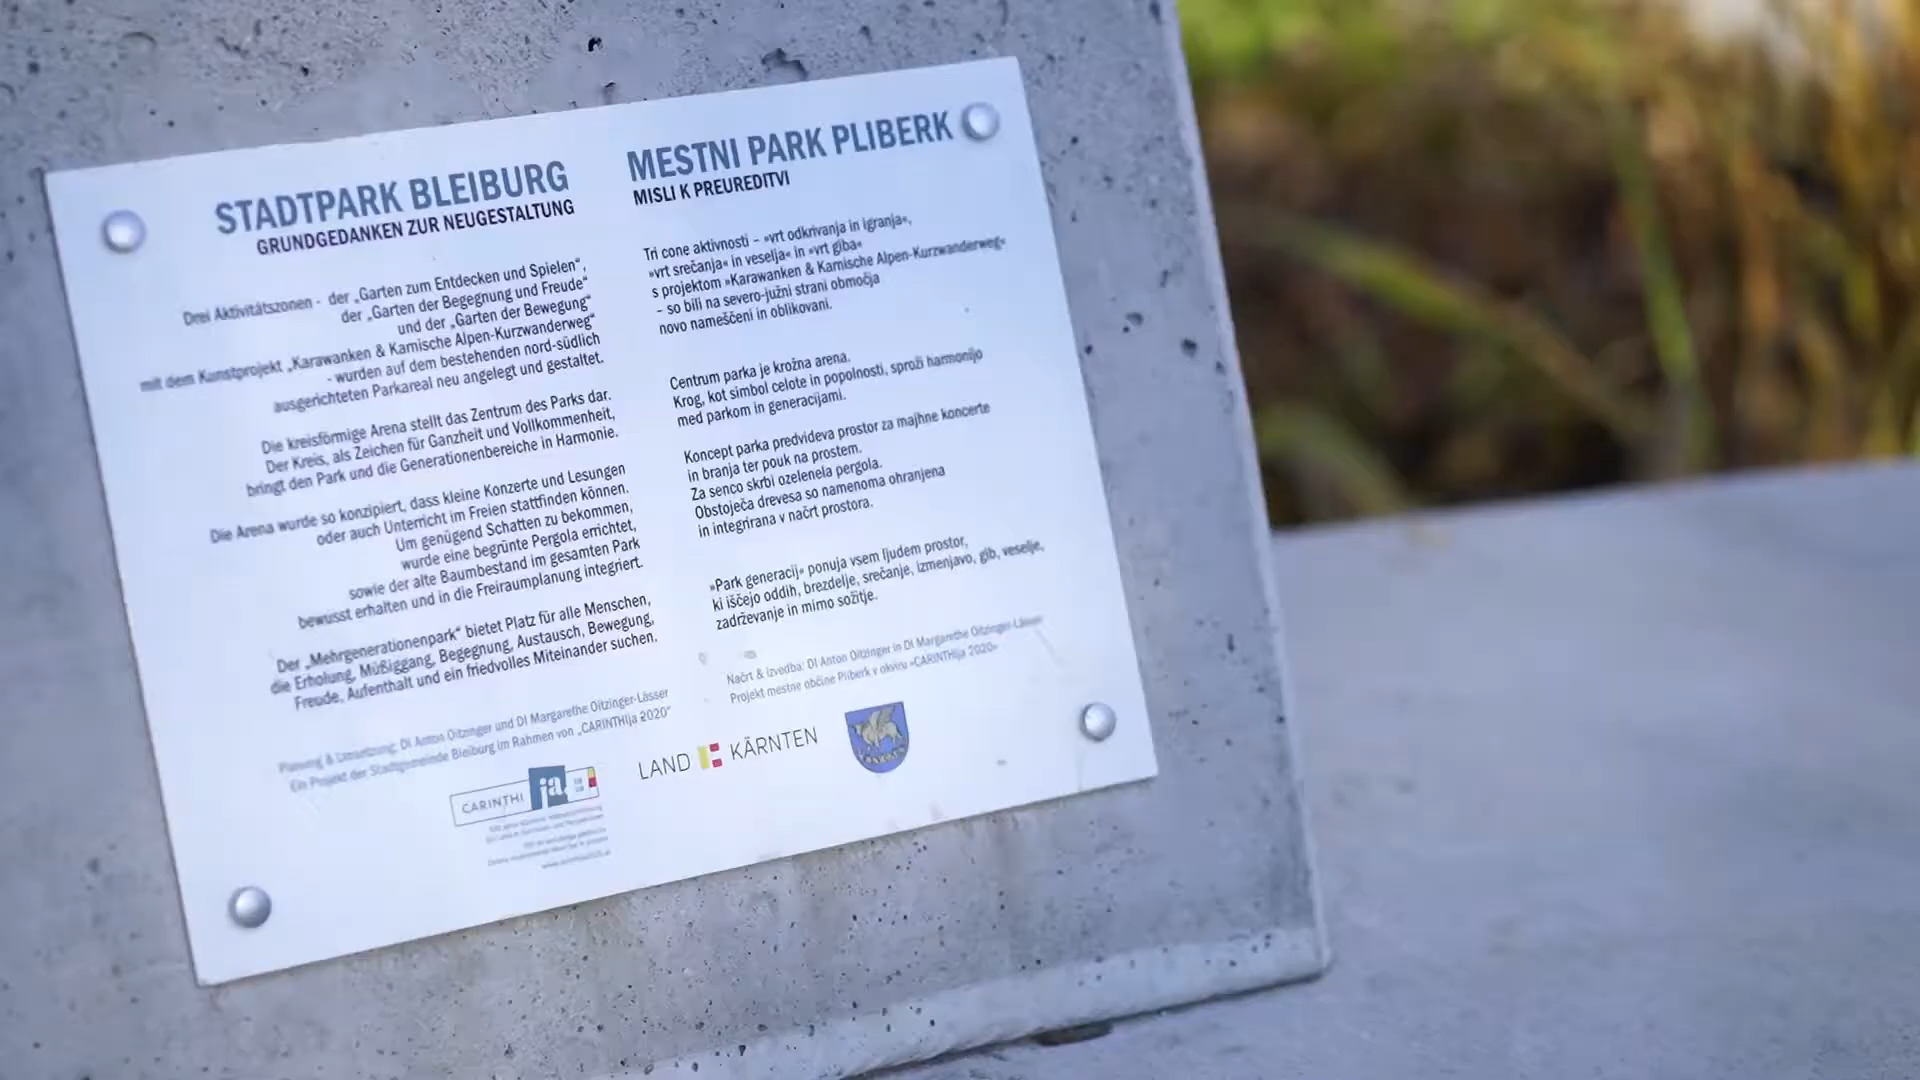 STADTPARK BLEIBURG
GRUNDGEDANKEN ZUR NEUGESTALTUNG
Drei Aktivitätszonen - der „Garten zum Entdecken und Spielen“,
der „Garten der Begegnung und Freude“
und der „Garten der Bewegung“
mit dem Kunstprojekt „Karawanken & Karnische Alpen-Kurzwanderweg“
- wurden auf dem bestehenden nord-südlich
ausgerichteten Parkareal neu angelegt und gestaltet.
Die kreisförmige Arena stellt das Zentrum des Parks dar.
Der Kreis, als Zeichen für Ganzheit und Vollkommenheit,
bringt den Park und die Generationenbereiche in Harmonie.
Die Arena wurde so konzipiert, dass kleine Konzerte und Lesungen
oder auch Unterricht im Freien stattfinden können.
Um genügend Schatten zu bekommen,
wurde eine begrünte Pergola errichtet,
sowie der alte Baumbestand im gesamten Park
bewusst erhalten und in die Freiraumplanung integriert.
Der „Mehrgenerationenpark“ bietet Platz für alle Menschen,
die Erholung, Müßiggang, Begegnung, Austausch, Bewegung,
Freude, Aufenthalt und ein friedvolles Miteinander suchen.
Planung & Umsetzung: DI Anton Oitzinger und DI Margarethe Oitzinger-Lässer
Ein Projekt der Stadtgemeinde Bleiburg im Rahmen von „CARINTHIja 2020“
MESTNI PARK PLIBERK
MISLI K PREUREDITVI
Tri cone aktivnosti – »vrt odkrivanja in igranja«,
»vrt srečanja« in veselja« in »vrt giba«
s projektom »Karawanken & Karnische Alpen-Kurzwanderweg«
– so bili na severo-južni strani območja
novo nameščeni in oblikovani.
Centrum parka je krožna arena.
Krog, kot simbol celote in popolnosti, sproži harmonijo
med parkom in generacijami.
Koncept parka predvideva prostor za majhne koncerte
in branja ter pouk na prostem.
Za senco skrbi ozelenela pergola.
Obstoječa drevesa so namenoma ohranjena
in integrirana v načrt prostora.
»Park generacij« ponuja vsem ljudem prostor,
ki iščejo oddih, brezdelje, srečanje, izmenjavo, gib, veselje,
zadrževanje in mimo sožitje.
Načrt & izvedba: DI Anton Oitzinger in DI Margarethe Oitzinger-Lässer
Projekt mestne občine Pliberk v okviru »CARINTHIja 2020«
CARINTHI ja
LAND KÄRNTEN